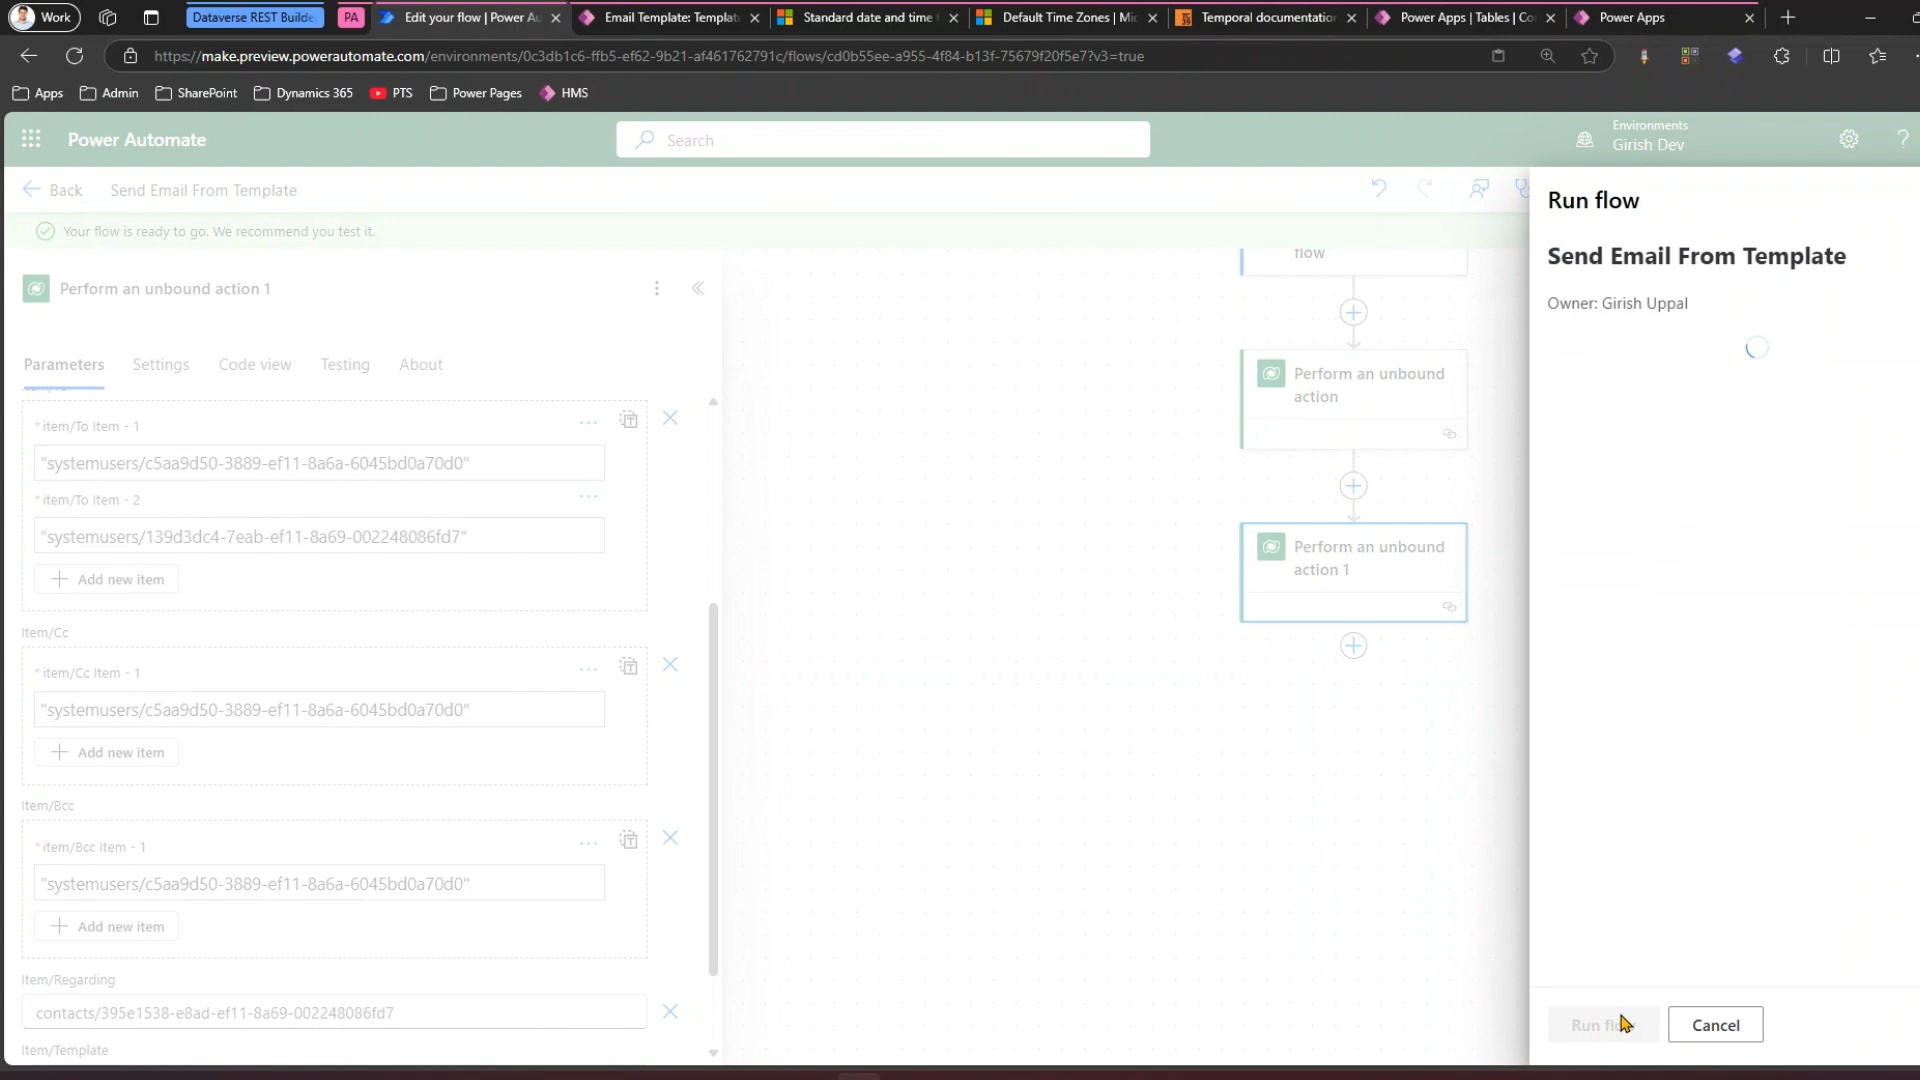 Work
Dataverse REST Builde
PA
Edit your flow | Power Au
Email Template: Templat
Standard date and time f
Default Time Zones | Mic
Temporal documentation
Power Apps | Tables | Co
Power Apps
https://make.preview.powerautomate.com/environments/0c3db1c6-ffb5-ef62-9b21-af461762791c/flows/cd0b55ee-a955-4f84-b13f-75679f20f5e7?v3=true
Apps
Admin
SharePoint
Dynamics 365
PTS
Power Pages
HMS
Power Automate
Search
Environments
Girish Dev
Back
Send Email From Template
Your flow is ready to go. We recommend you test it.
Perform an unbound action 1
Parameters
Settings
Code view
Testing
About
*item/To Item - 1
"systemusers/c5aa9d50-3889-ef11-8a6a-6045bd0a70d0"
*item/To Item - 2
"systemusers/139d3dc4-7eab-ef11-8a69-002248086fd7"
Add new item
Item/Cc
*item/Cc Item - 1
"systemusers/c5aa9d50-3889-ef11-8a6a-6045bd0a70d0"
Add new item
Item/Bcc
*item/Bcc Item - 1
"systemusers/c5aa9d50-3889-ef11-8a6a-6045bd0a70d0"
Add new item
Item/Regarding
contacts/395e1538-e8ad-ef11-8a69-002248086fd7
Item/Template
flow
Perform an unbound
action
Perform an unbound
action 1
Run flow
Send Email From Template
Owner: Girish Uppal
Run
Cancel